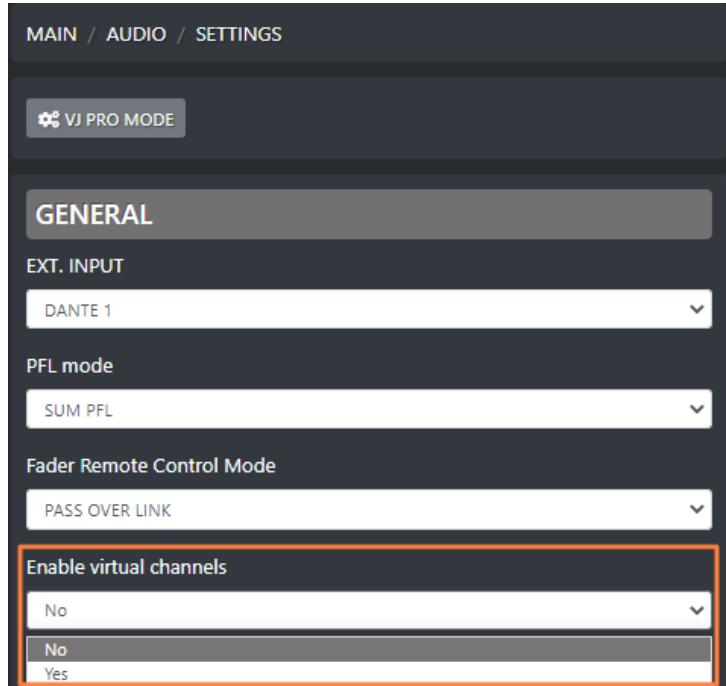 MAIN / AUDIO / SETTINGS
VJ PRO MODE
GENERAL
EXT. INPUT
DANTE 1
PFL mode
SUM PFL
Fader Remote Control Mode
PASS OVER LINK
Enable virtual channels
No
No
Yes